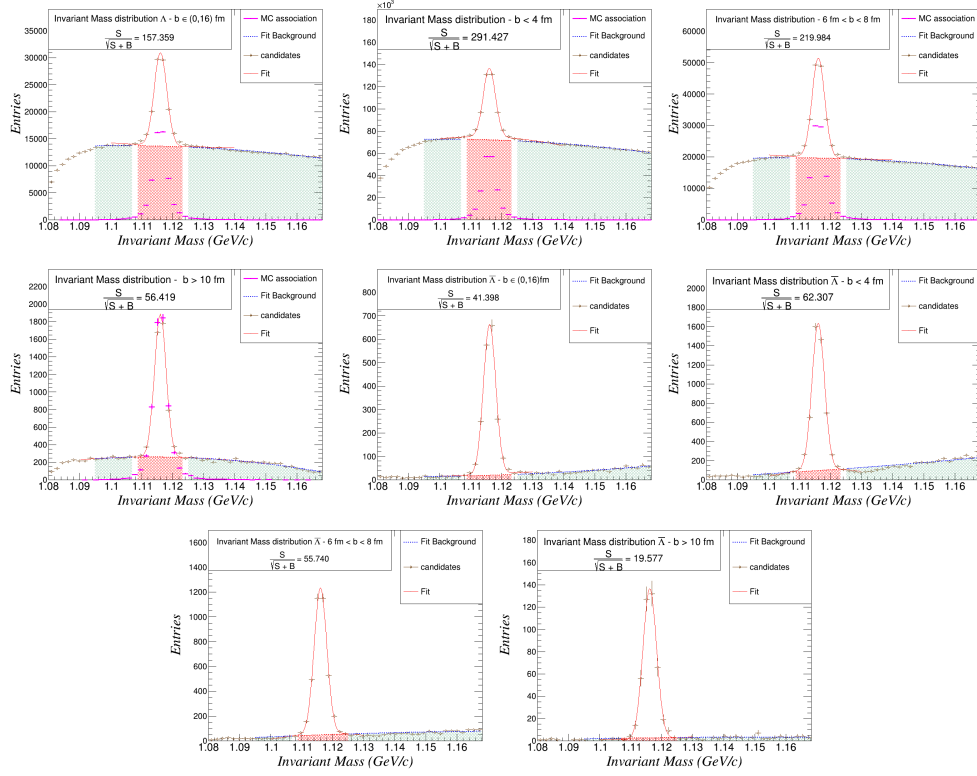 Invariant Mass distribution Λ - b ∈ (0,16) fm
S
√S + B = 157.359
MC association
Fit Background
candidates
Fit
Entries
35000
30000
25000
20000
15000
10000
5000
0
1.08 1.09 1.1 1.11 1.12 1.13 1.14 1.15 1.16
Invariant Mass (GeV/c)
×10³
Invariant Mass distribution - b < 4 fm
S
√S + B = 291.427
MC association
Fit Background
candidates
Fit
Entries
180
160
140
120
100
80
60
40
20
0
1.08 1.09 1.1 1.11 1.12 1.13 1.14 1.15 1.16
Invariant Mass (GeV/c)
Invariant Mass distribution - 6 fm < b < 8 fm
S
√S + B = 219.984
MC association
Fit Background
candidates
Fit
Entries
60000
50000
40000
30000
20000
10000
0
1.08 1.09 1.1 1.11 1.12 1.13 1.14 1.15 1.16
Invariant Mass (GeV/c)
Invariant Mass distribution - b > 10 fm
S
√S + B = 56.419
MC association
Fit Background
candidates
Fit
Entries
2200
2000
1800
1600
1400
1200
1000
800
600
400
200
0
1.08 1.09 1.1 1.11 1.12 1.13 1.14 1.15 1.16
Invariant Mass (GeV/c)
Invariant Mass distribution Λ̅ - b ∈ (0,16)fm
S
√S + B = 41.398
Fit Background
candidates
Fit
Entries
800
700
600
500
400
300
200
100
0
1.08 1.09 1.1 1.11 1.12 1.13 1.14 1.15 1.16
Invariant Mass (GeV/c)
Invariant Mass distribution Λ̅ - b < 4 fm
S
√S + B = 62.307
Fit Background
candidates
Fit
Entries
1800
1600
1400
1200
1000
800
600
400
200
0
1.08 1.09 1.1 1.11 1.12 1.13 1.14 1.15 1.16
Invariant Mass (GeV/c)
Invariant Mass distribution Λ̅ - 6 fm < b < 8 fm
S
√S + B = 55.740
Fit Background
candidates
Fit
Entries
1600
1400
1200
1000
800
600
400
200
0
1.08 1.09 1.1 1.11 1.12 1.13 1.14 1.15 1.16
Invariant Mass (GeV/c)
Invariant Mass distribution Λ̅ - b > 10 fm
S
√S + B = 19.577
Fit Background
candidates
Fit
Entries
180
160
140
120
100
80
60
40
20
0
1.08 1.09 1.1 1.11 1.12 1.13 1.14 1.15 1.16
Invariant Mass (GeV/c)